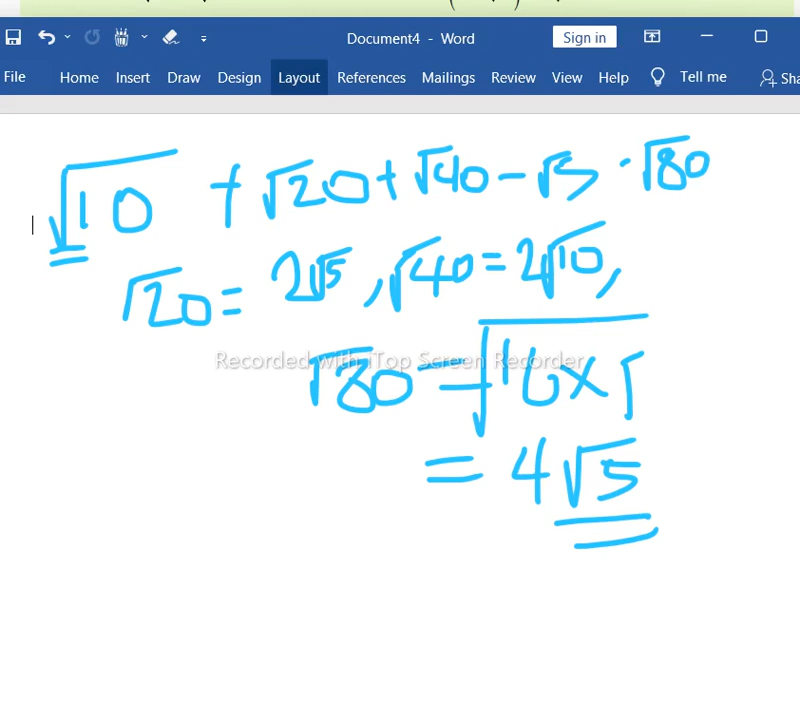 Document4 - Word
Sign in
File Home Insert Draw Design Layout References Mailings Review View Help Tell me Sha
√10 + √20 + √40 - √5 · √80
√20 = 2√5, √40 = 2√10,
Recorded with iTop Screen Recorder
√80 = √16×5
= 4√5